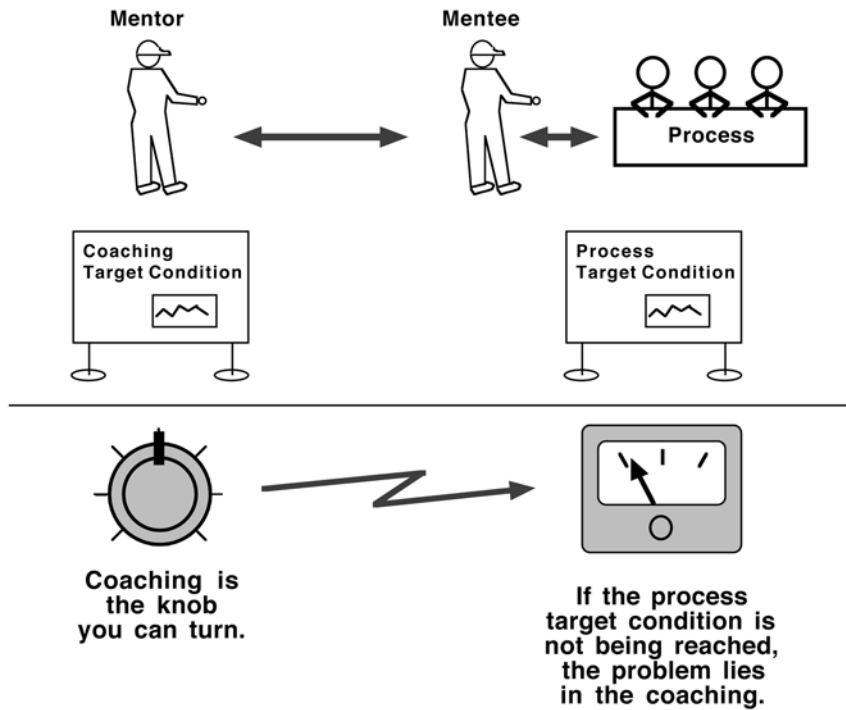 Mentor
Mentee
Process
Coaching
Target Condition
Process
Target Condition
Coaching is
the knob
you can turn.
If the process
target condition is
not being reached,
the problem lies
in the coaching.